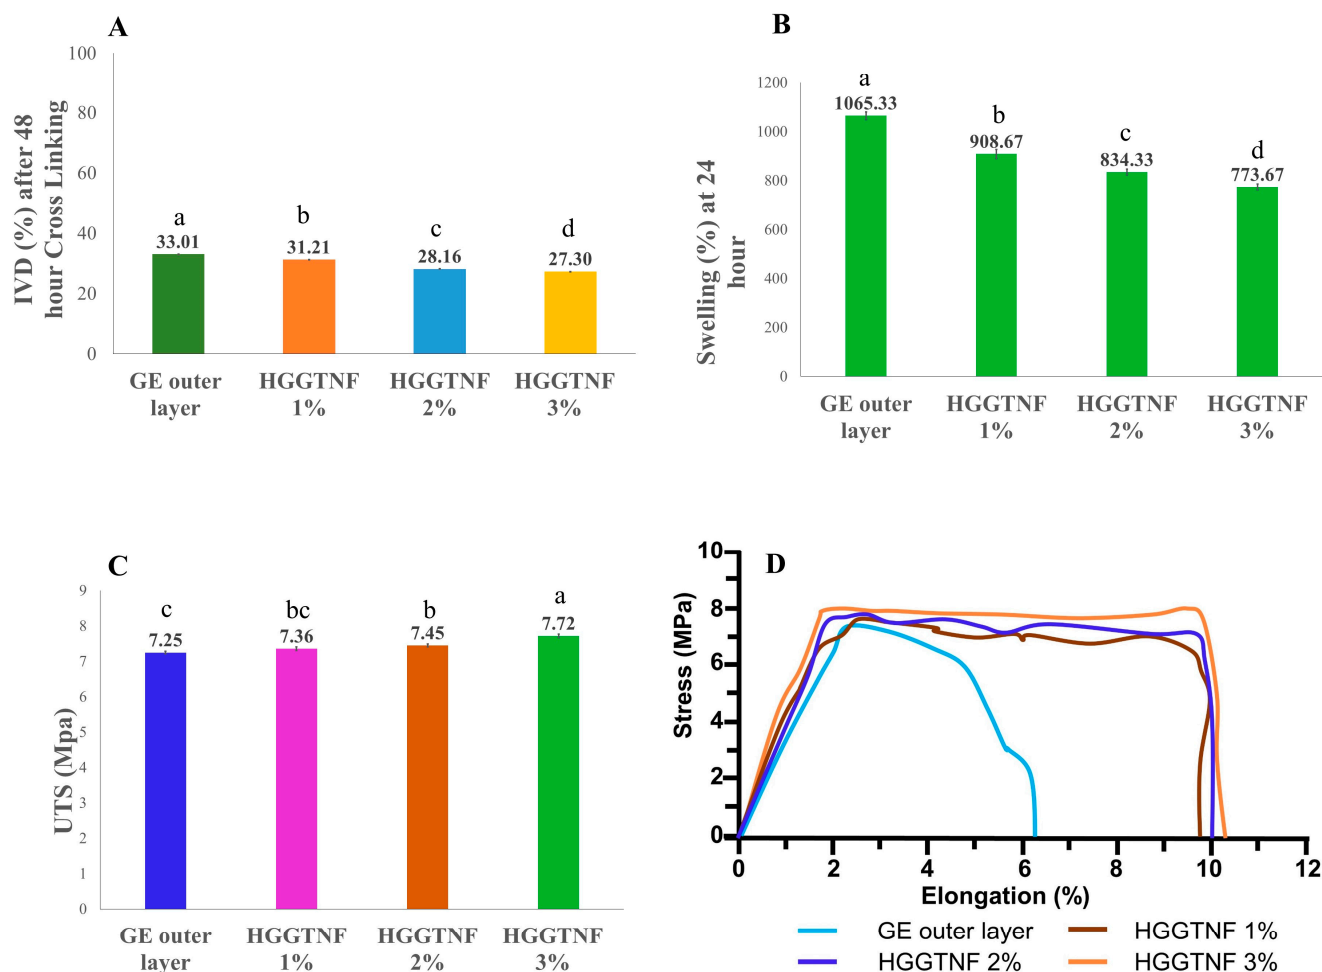 A
IVD (%) after 48
hour Cross Linking
100
80
60
40
20
0
a
33.01
b
31.21
c
28.16
d
27.30
GE outer
layer
HGGTNF
1%
HGGTNF
2%
HGGTNF
3%
B
Swelling (%) at 24
hour
1200
1000
800
600
400
200
0
a
1065.33
b
908.67
c
834.33
d
773.67
GE outer
layer
HGGTNF
1%
HGGTNF
2%
HGGTNF
3%
C
UTS (Mpa)
9
8
7
6
5
4
3
2
1
0
c
7.25
bc
7.36
b
7.45
a
7.72
GE outer
layer
HGGTNF
1%
HGGTNF
2%
HGGTNF
3%
D
Stress (MPa)
10
8
6
4
2
0
0 2 4 6 8 10 12
Elongation (%)
GE outer layer
HGGTNF 1%
HGGTNF 2%
HGGTNF 3%